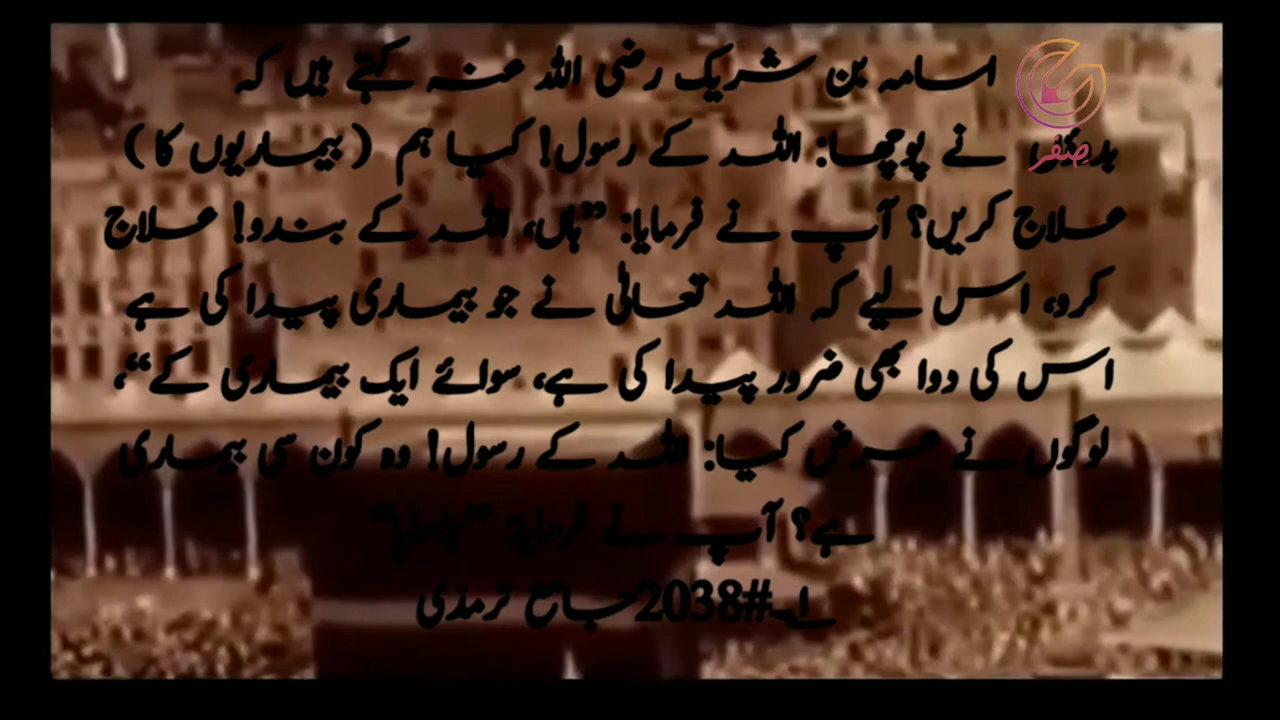 اسامہ بن شریک رضی اللہ عنہ کہتے ہیں کہ
صِفر
نے پوچھا: اللہ کے رسول! کیا ہم (بیماریوں کا)
علاج کریں؟ آپ نے فرمایا: ”ہاں، اللہ کے بندو! علاج
کرو، اس لیے کہ اللہ تعالیٰ نے جو بیماری پیدا کی ہے
اس کی دوا بھی ضرور پیدا کی ہے، سوائے ایک بیماری کے“،
لوگوں نے عرض کیا: اللہ کے رسول! وہ کون سی بیماری
ہے؟ آپ نے فرمایا: ”بڑھاپا“
#2038جامع ترمذی